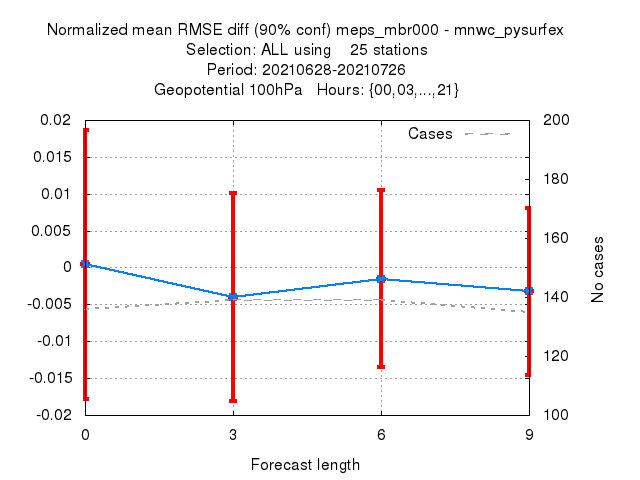 Normalized mean RMSE diff (90% conf) meps_mbr000 - mnwc_pysurfex
Selection: ALL using    25 stations
Period: 20210628-20210726
Geopotential 100hPa   Hours: {00,03,...,21}
Cases
0.02
0.015
0.01
0.005
0
-0.005
-0.01
-0.015
-0.02
200
180
160
140
120
100
No cases
0 3 6 9
Forecast length